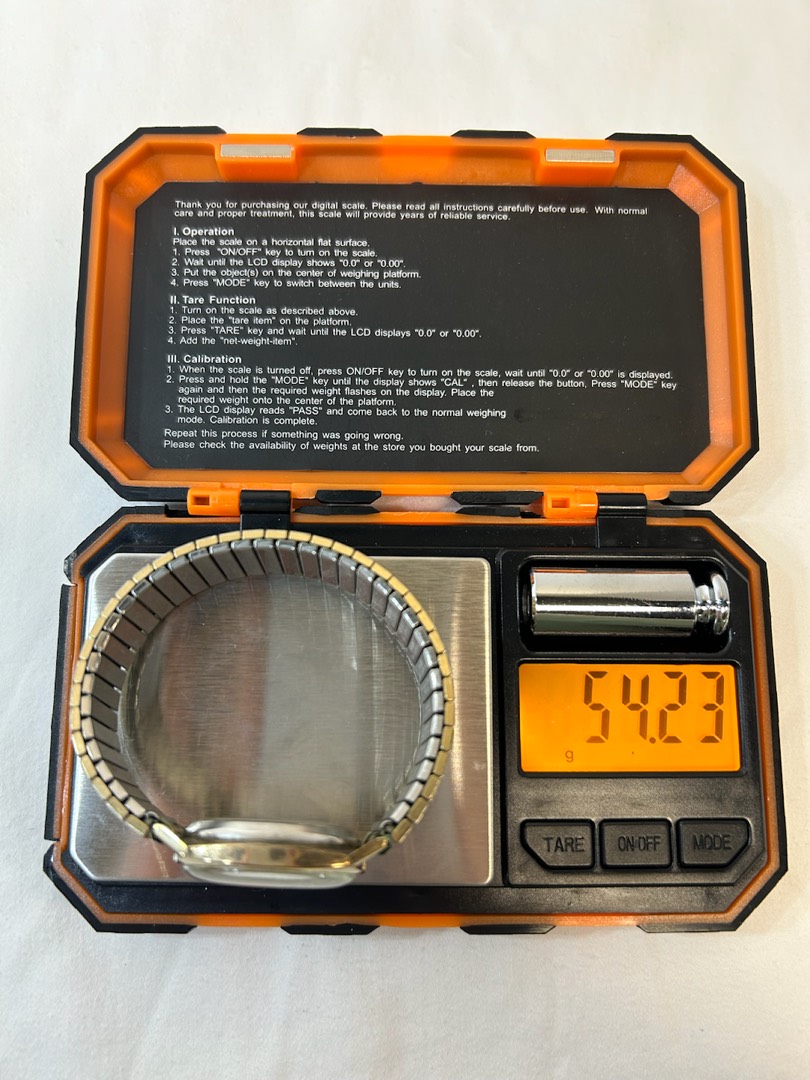 Thank you for purchasing our digital scale. Please read all instructions carefully before use. With normal
care and proper treatment, this scale will provide years of reliable service.
I. Operation
Place the scale on a horizontal flat surface.
1. Press "ON/OFF" key to turn on the scale.
2. Wait until the LCD display shows "0.0" or "0.00".
3. Put the object(s) on the center of weighing platform.
4. Press "MODE" key to switch between the units.
II. Tare Function
1. Turn on the scale as described above.
2. Place the "tare item" on the platform.
3. Press "TARE" key and wait until the LCD displays "0.0" or "0.00".
4. Add the "net-weight-item".
III. Calibration
1. When the scale is turned off, press ON/OFF key to turn on the scale, wait until "0.0" or "0.00" is displayed.
2. Press and hold the "MODE" key until the display shows "CAL" , then release the button, Press "MODE" key
again and then the required weight flashes on the display. Place the
required weight onto the center of the platform.
3. The LCD display reads "PASS" and come back to the normal weighing
mode. Calibration is complete.
Repeat this process if something was going wrong.
Please check the availability of weights at the store you bought your scale from.
54.23
g
TARE ON/OFF MODE